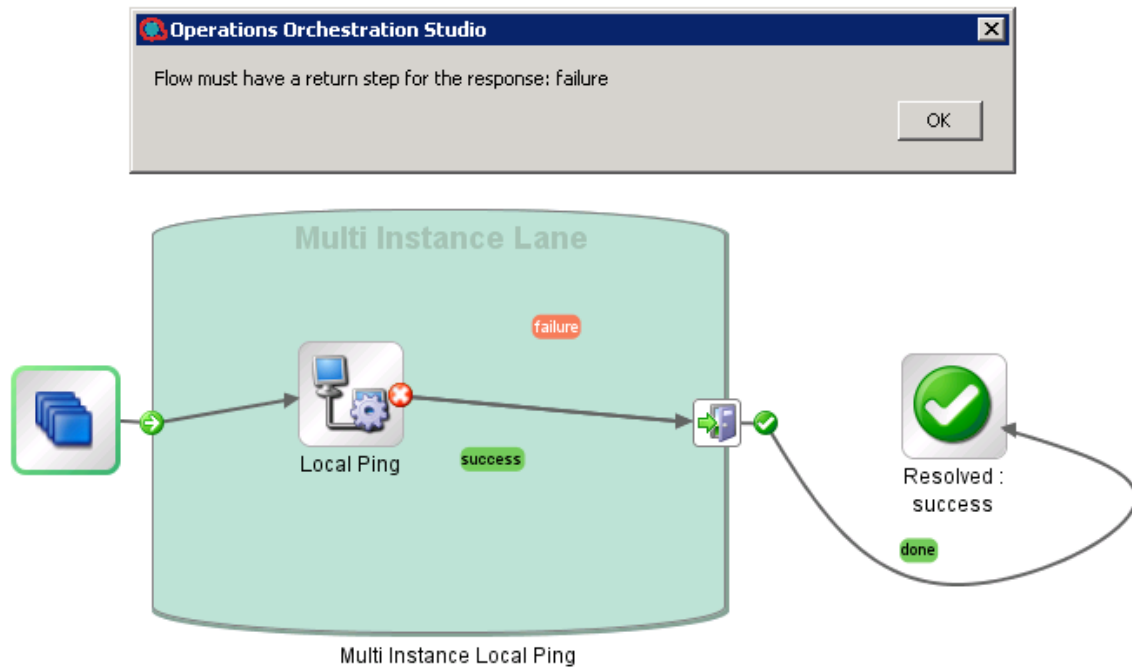 Operations Orchestration Studio
Flow must have a return step for the response: failure
OK
Multi Instance Lane
failure
Local Ping
success
Resolved :
success
done
Multi Instance Local Ping